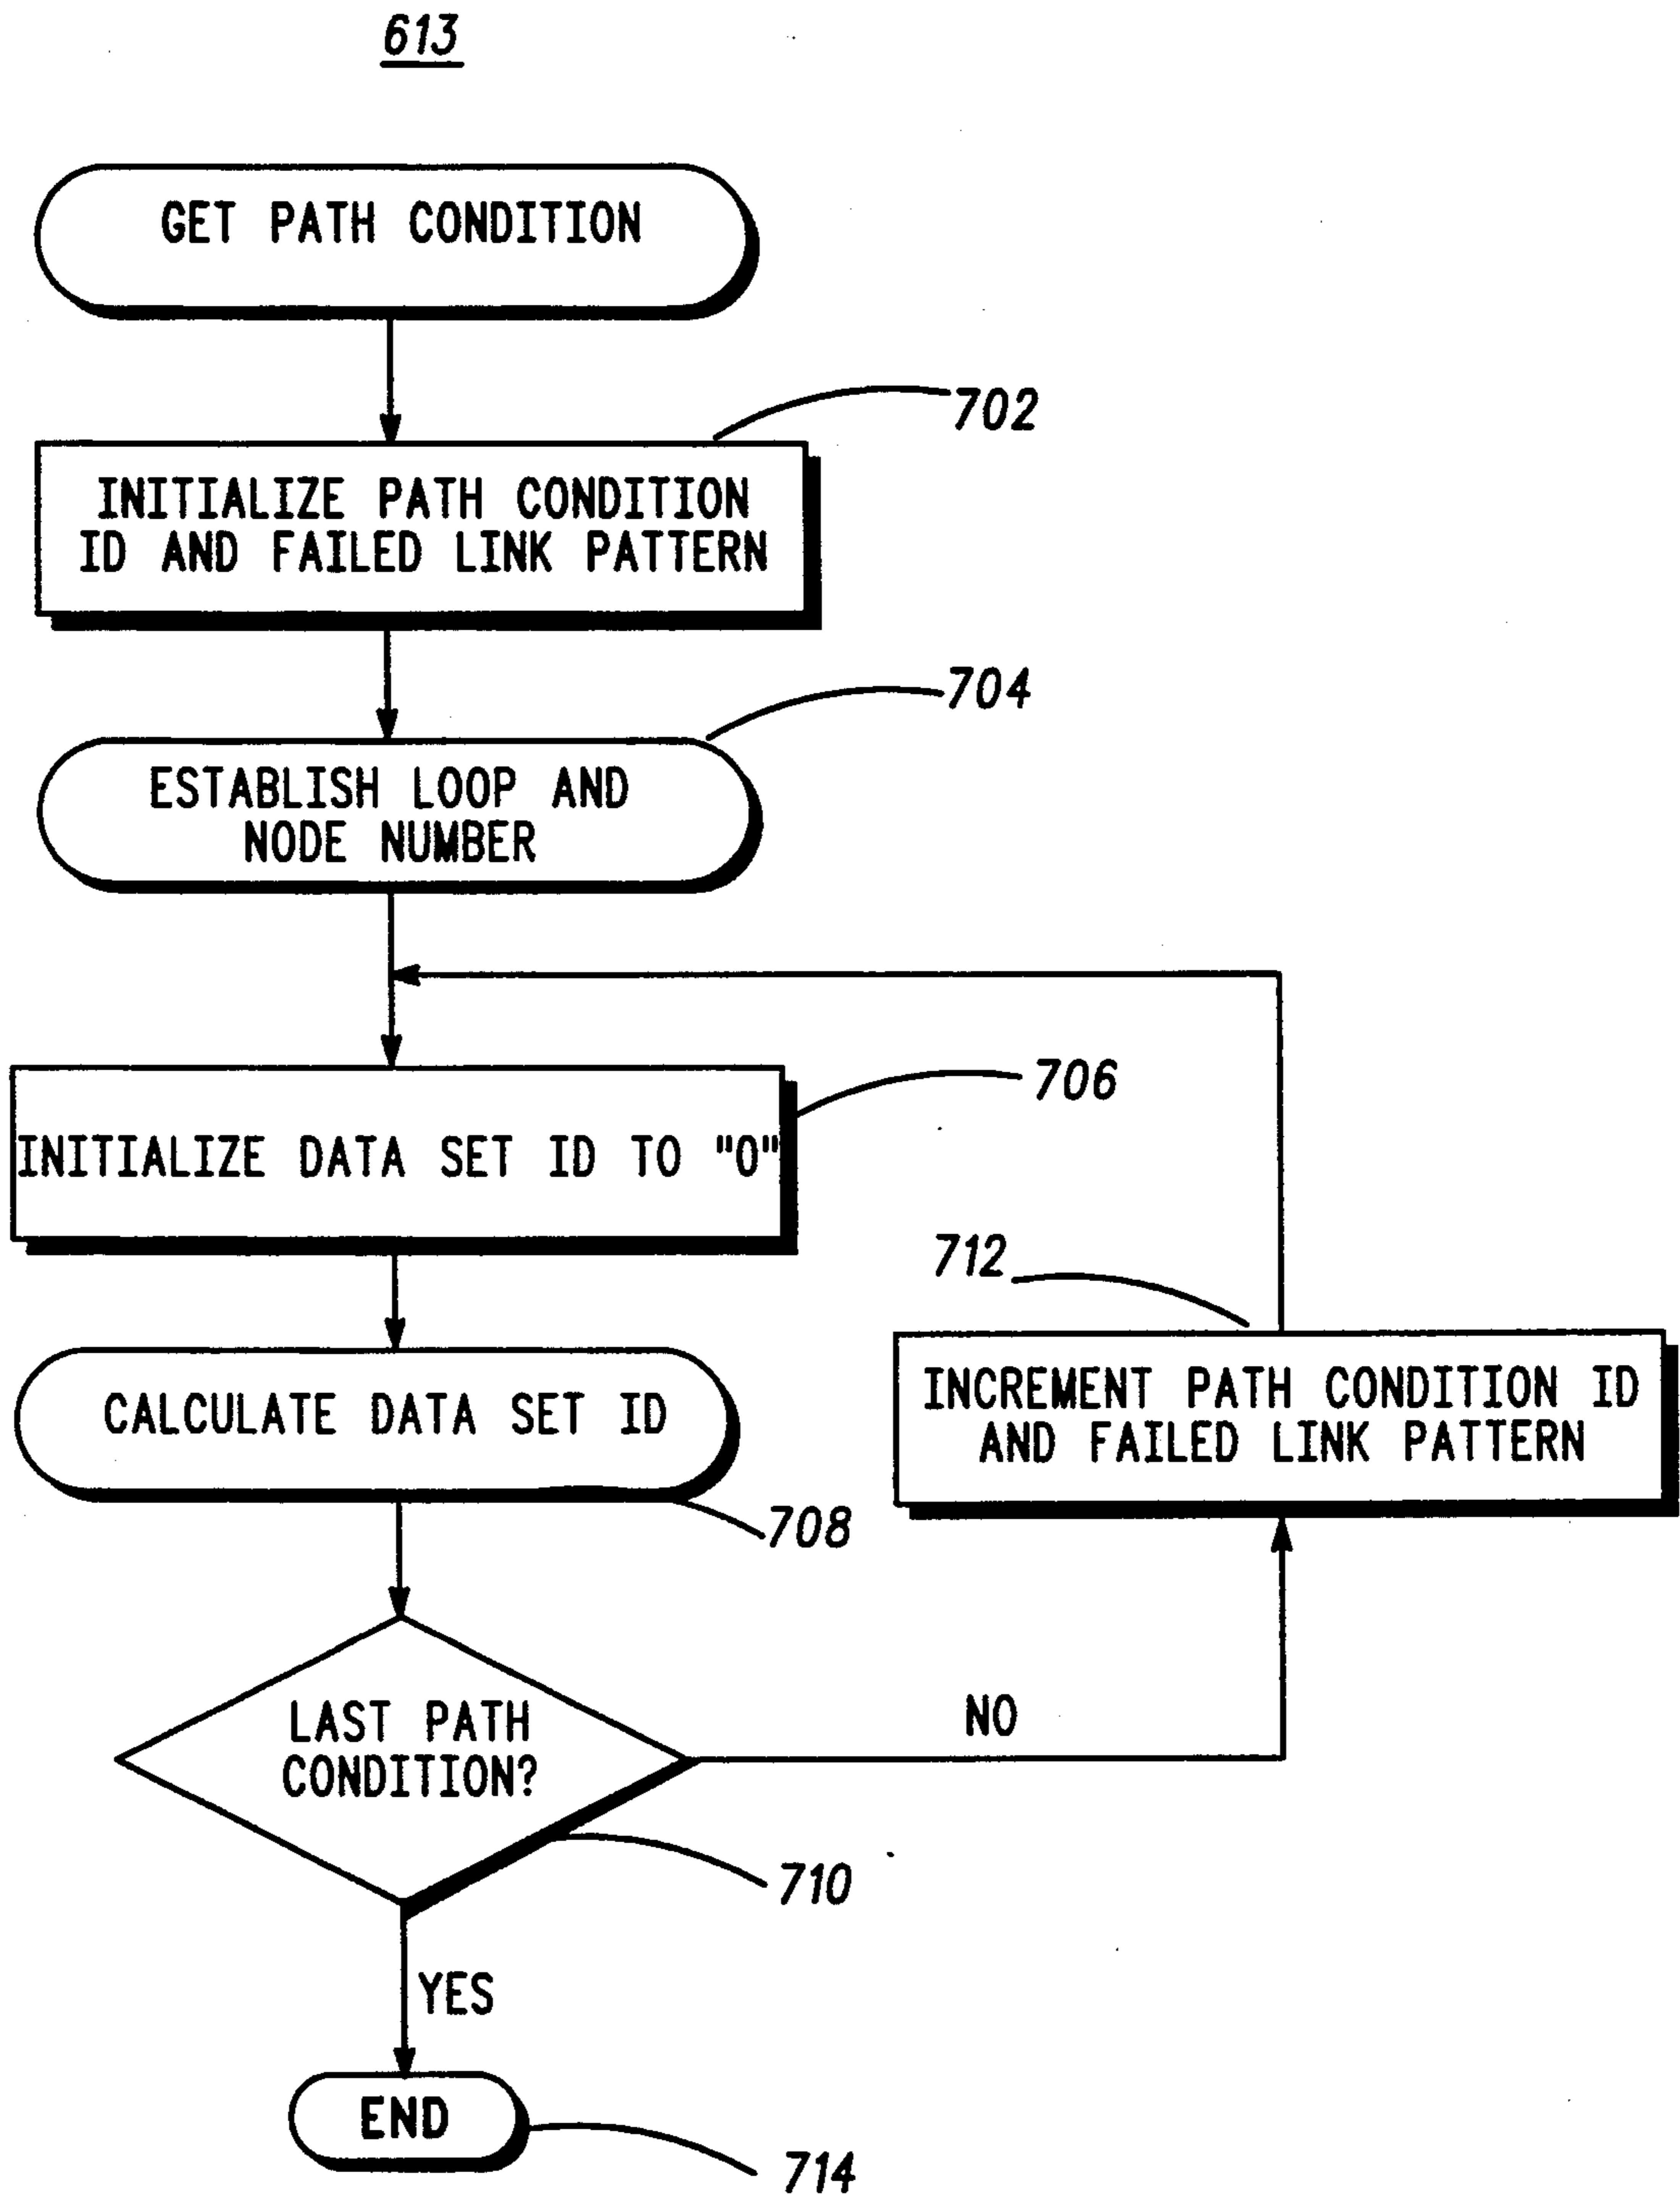 613
GET PATH CONDITION
702
INITIALIZE PATH CONDITION
ID AND FAILED LINK PATTERN
704
ESTABLISH LOOP AND
NODE NUMBER
706
INITIALIZE DATA SET ID TO "0"
712
INCREMENT PATH CONDITION ID
AND FAILED LINK PATTERN
CALCULATE DATA SET ID
708
LAST PATH
CONDITION?
NO
710
YES
END
714